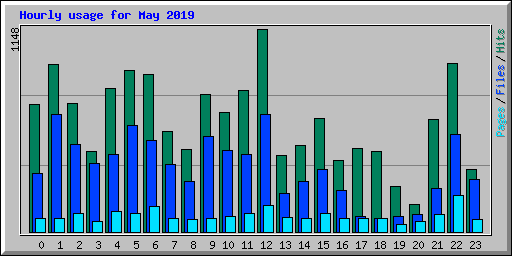 Hourly usage for May 2019
1148
Pages / Files / Hits
0 1 2 3 4 5 6 7 8 9 10 11 12 13 14 15 16 17 18 19 20 21 22 23